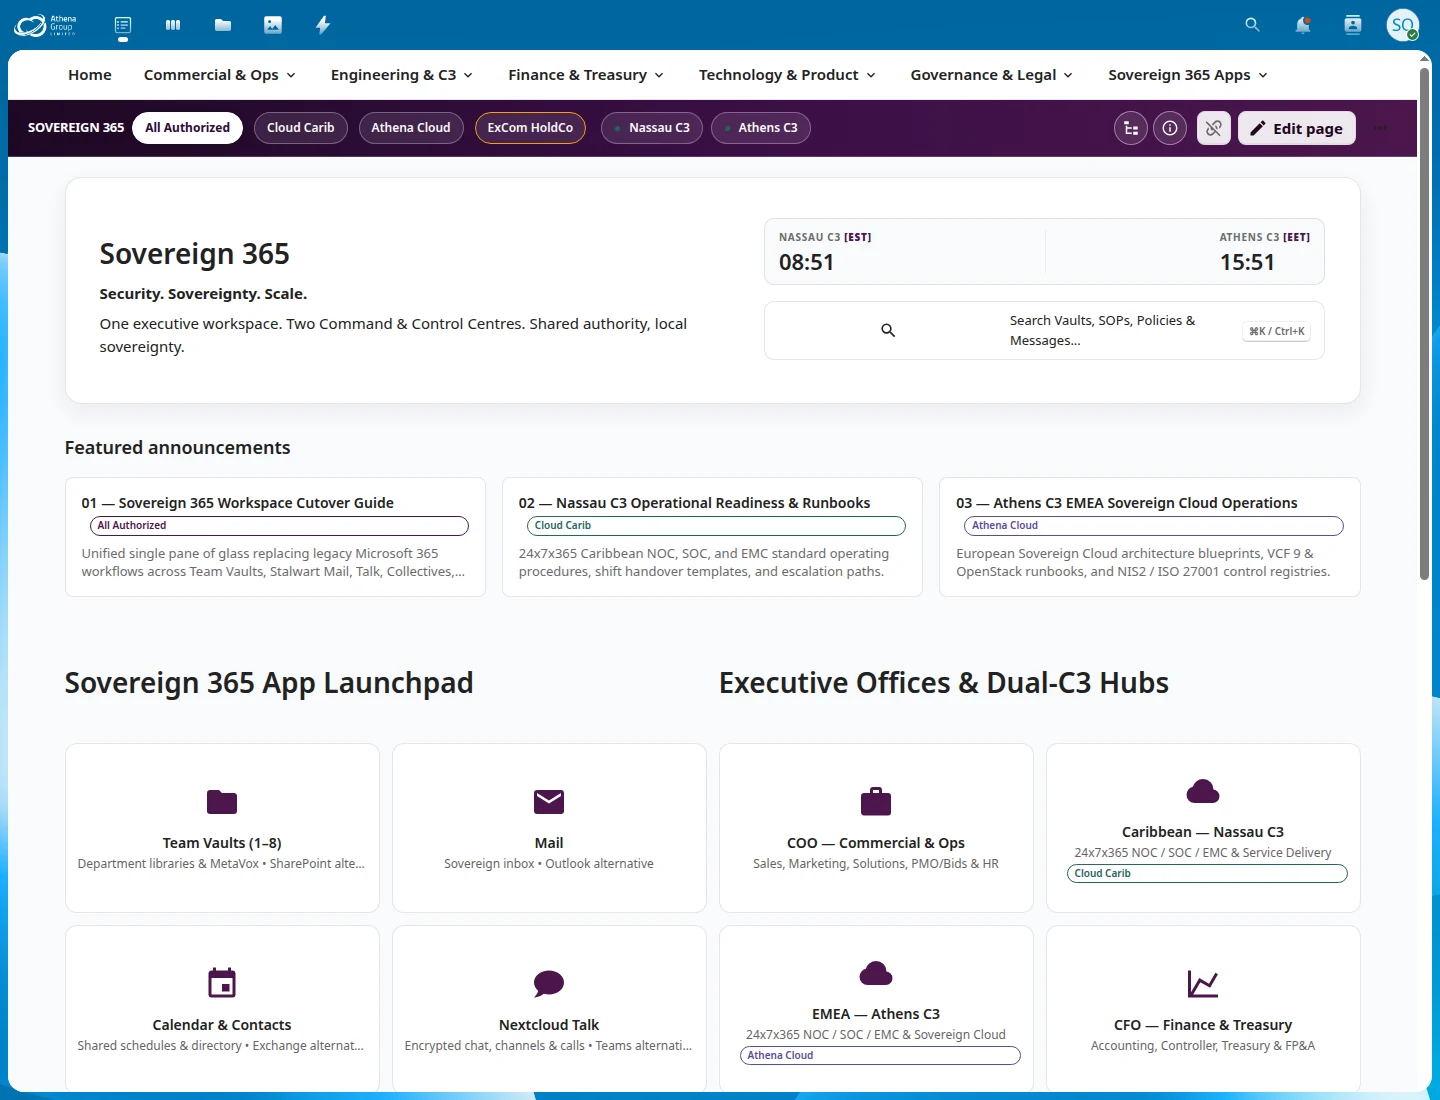 Athena
Group
LIMITED
SO
Home
Commercial & Ops
Engineering & C3
Finance & Treasury
Technology & Product
Governance & Legal
Sovereign 365 Apps
SOVEREIGN 365
All Authorized
Cloud Carib
Athena Cloud
ExCom HoldCo
Nassau C3
Athens C3
Edit page
Sovereign 365
Security. Sovereignty. Scale.
One executive workspace. Two Command & Control Centres. Shared authority, local
sovereignty.
NASSAU C3 [EST]
08:51
ATHENS C3 [EET]
15:51
Search Vaults, SOPs, Policies &
Messages...
⌘K / Ctrl+K
Featured announcements
01 — Sovereign 365 Workspace Cutover Guide
All Authorized
Unified single pane of glass replacing legacy Microsoft 365
workflows across Team Vaults, Stalwart Mail, Talk, Collectives,...
02 — Nassau C3 Operational Readiness & Runbooks
Cloud Carib
24x7x365 Caribbean NOC, SOC, and EMC standard operating
procedures, shift handover templates, and escalation paths.
03 — Athens C3 EMEA Sovereign Cloud Operations
Athena Cloud
European Sovereign Cloud architecture blueprints, VCF 9 &
OpenStack runbooks, and NIS2 / ISO 27001 control registries.
Sovereign 365 App Launchpad
Executive Offices & Dual-C3 Hubs
Team Vaults (1–8)
Department libraries & MetaVox • SharePoint alte...
Mail
Sovereign inbox • Outlook alternative
COO — Commercial & Ops
Sales, Marketing, Solutions, PMO/Bids & HR
Caribbean — Nassau C3
24x7x365 NOC / SOC / EMC & Service Delivery
Cloud Carib
Calendar & Contacts
Shared schedules & directory • Exchange alternat...
Nextcloud Talk
Encrypted chat, channels & calls • Teams alternati...
EMEA — Athens C3
24x7x365 NOC / SOC / EMC & Sovereign Cloud
Athena Cloud
CFO — Finance & Treasury
Accounting, Controller, Treasury & FP&A